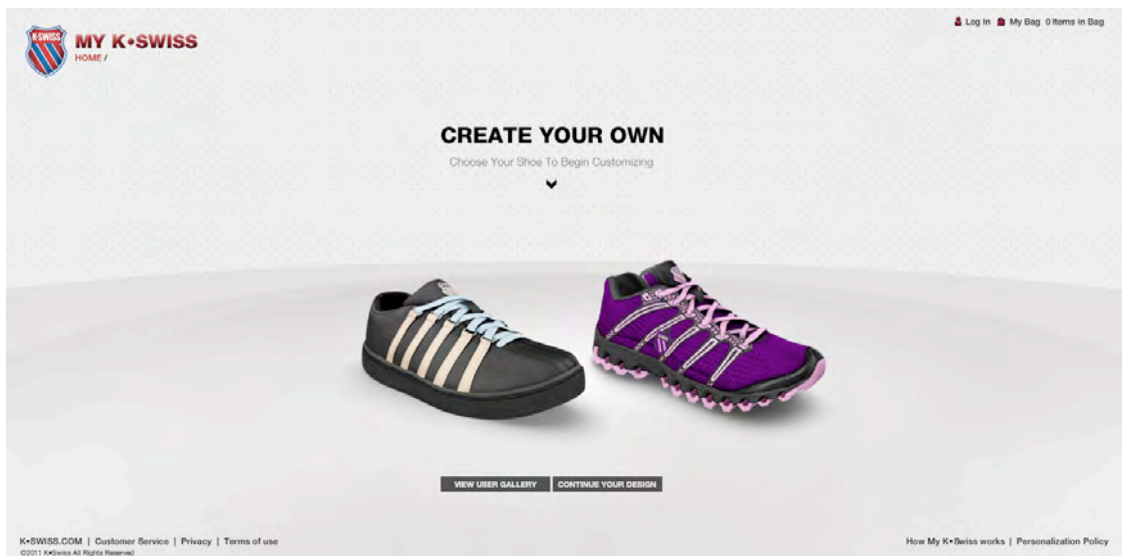 Log In My Bag 0 Items in Bag
K•SWISS
MY K•SWISS
HOME /
CREATE YOUR OWN
Choose Your Shoe To Begin Customizing
VIEW USER GALLERY CONTINUE YOUR DESIGN
K•SWISS.COM | Customer Service | Privacy | Terms of use
How My K•Swiss works | Personalization Policy
©2011 K•Swiss All Rights Reserved